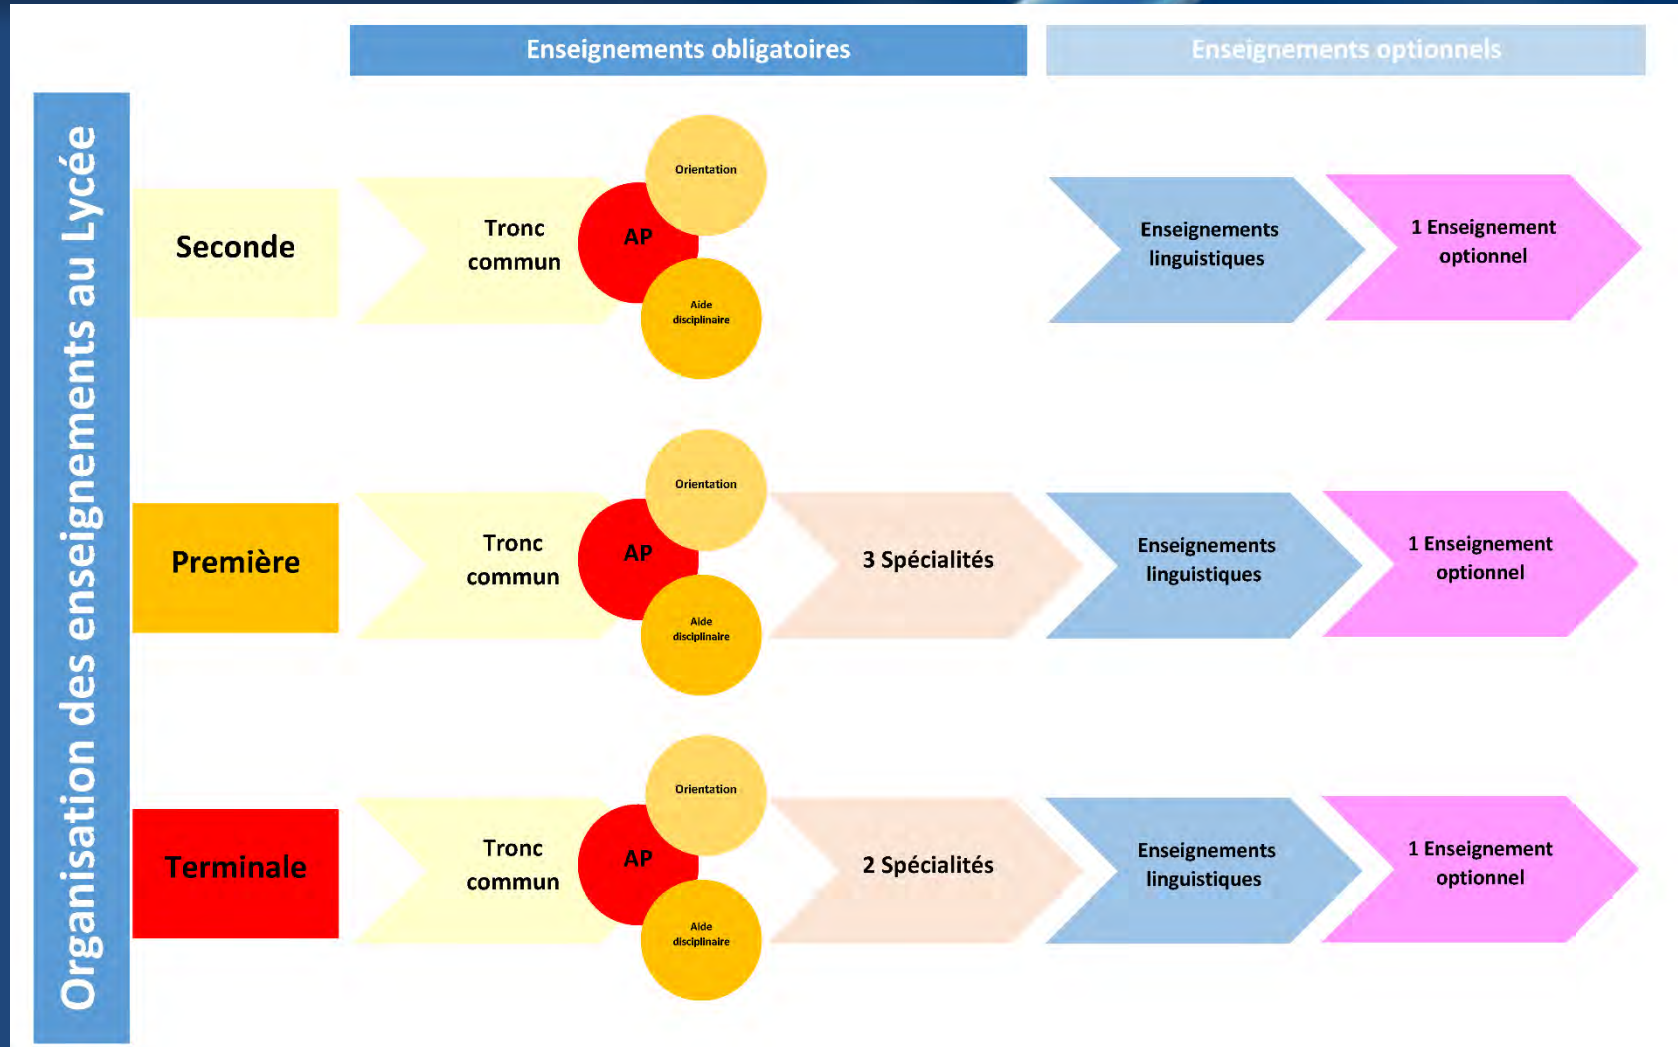 Organisation des enseignements au Lycée
Enseignements obligatoires
Enseignements optionnels
Seconde
Tronc
commun
AP
Orientation
Aide
disciplinaire
Enseignements
linguistiques
1 Enseignement
optionnel
Première
Tronc
commun
AP
Orientation
Aide
disciplinaire
3 Spécialités
Enseignements
linguistiques
1 Enseignement
optionnel
Terminale
Tronc
commun
AP
Orientation
Aide
disciplinaire
2 Spécialités
Enseignements
linguistiques
1 Enseignement
optionnel